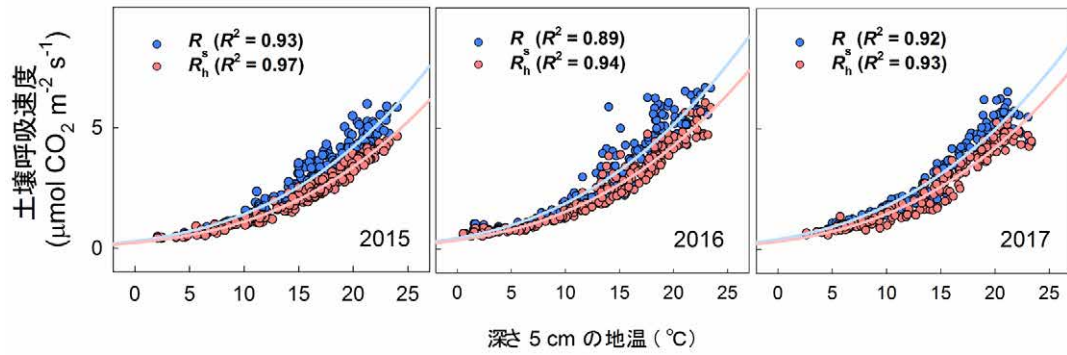 土壌呼吸速度
(μmol CO₂ m⁻² s⁻¹)
5
0
Rs (R² = 0.93)
Rh (R² = 0.97)
2015
0 5 10 15 20 25
Rs (R² = 0.89)
Rh (R² = 0.94)
2016
0 5 10 15 20 25
Rs (R² = 0.92)
Rh (R² = 0.93)
2017
0 5 10 15 20 25
深さ 5 cm の地温 (℃)